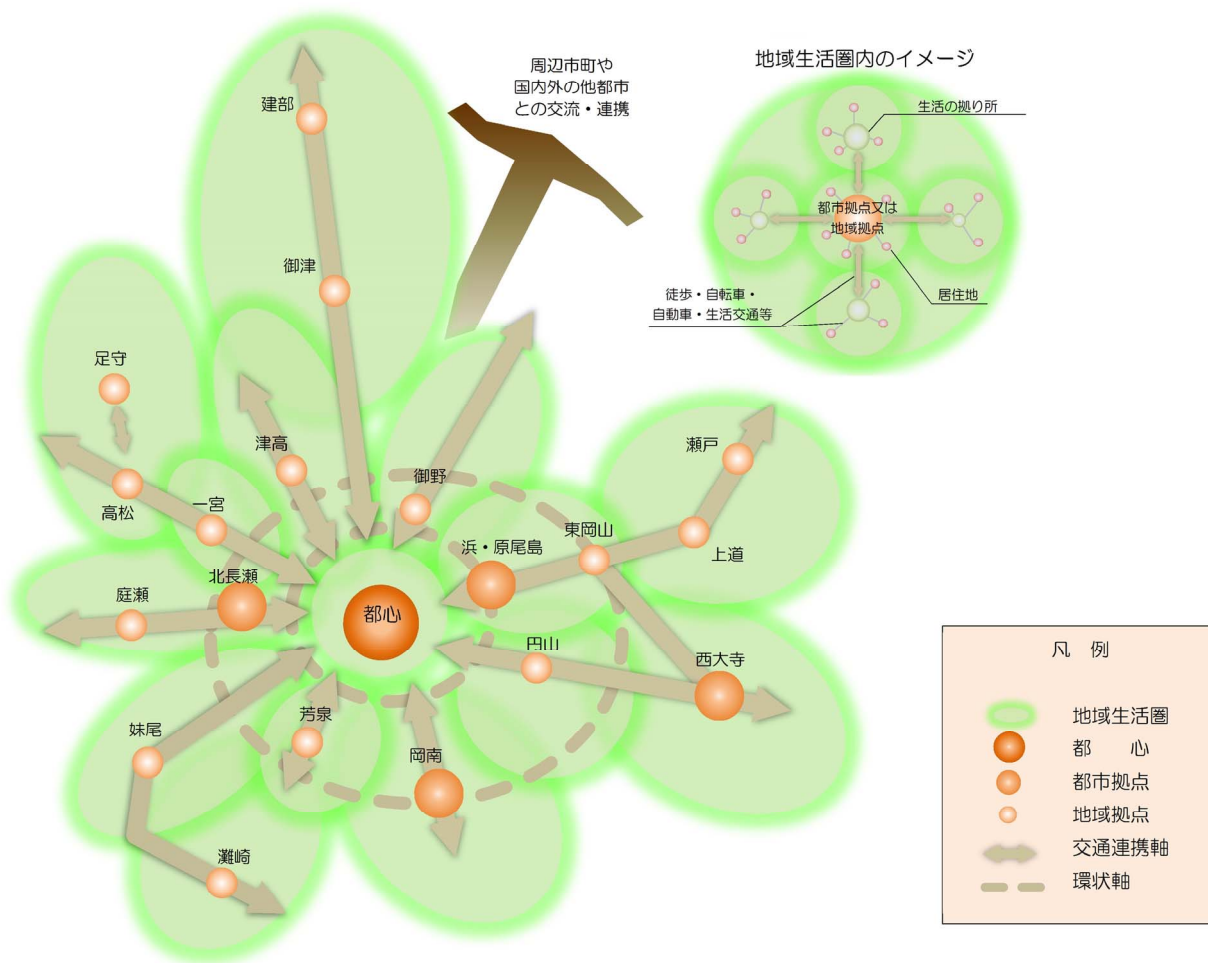 周辺市町や
国内外の他都市
との交流・連携
地域生活圏内のイメージ
生活の拠り所
都市拠点又は
地域拠点
徒歩・自転車・
自動車・生活交通等
居住地
建部
御津
足守
津高
高松
一宮
御野
瀬戸
東岡山
上道
浜・原尾島
北長瀬
庭瀬
都心
円山
西大寺
芳泉
妹尾
岡南
灘崎
凡 例
地域生活圏
都 心
都市拠点
地域拠点
交通連携軸
環状軸